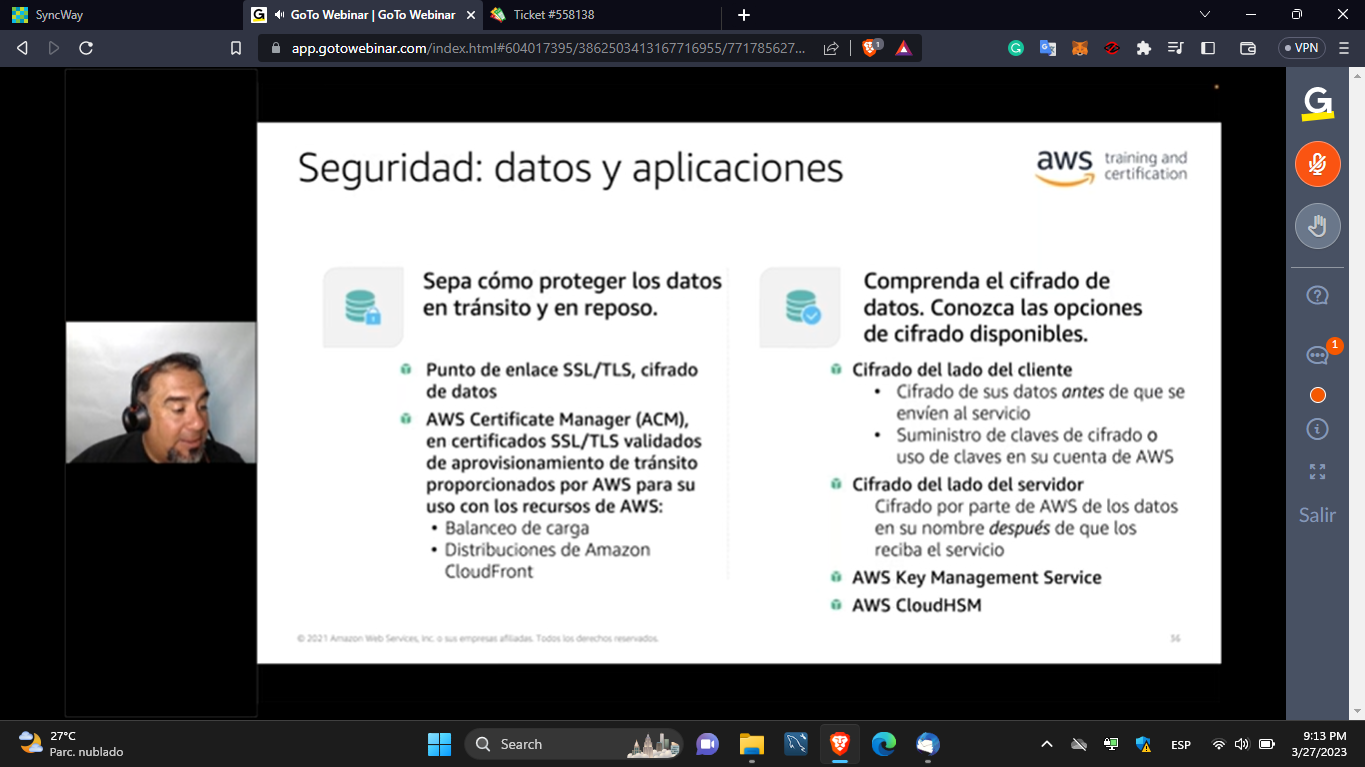 SyncWay
GoTo Webinar | GoTo Webinar
Ticket #558138
app.gotowebinar.com/index.html#604017395/3862503413167716955/771785627...
1
VPN
Seguridad: datos y aplicaciones
aws training and
certification
Sepa cómo proteger los datos
en tránsito y en reposo.
Punto de enlace SSL/TLS, cifrado
de datos
AWS Certificate Manager (ACM),
en certificados SSL/TLS validados
de aprovisionamiento de tránsito
proporcionados por AWS para su
uso con los recursos de AWS:
• Balanceo de carga
• Distribuciones de Amazon
CloudFront
Comprenda el cifrado de
datos. Conozca las opciones
de cifrado disponibles.
Cifrado del lado del cliente
• Cifrado de sus datos antes de que se
envíen al servicio
• Suministro de claves de cifrado o
uso de claves en su cuenta de AWS
Cifrado del lado del servidor
Cifrado por parte de AWS de los datos
en su nombre después de que los
reciba el servicio
AWS Key Management Service
AWS CloudHSM
© 2021 Amazon Web Services, Inc. o sus empresas afiliadas. Todos los derechos reservados.
36
G
1
Salir
27°C
Parc. nublado
Search
ESP
9:13 PM
3/27/2023